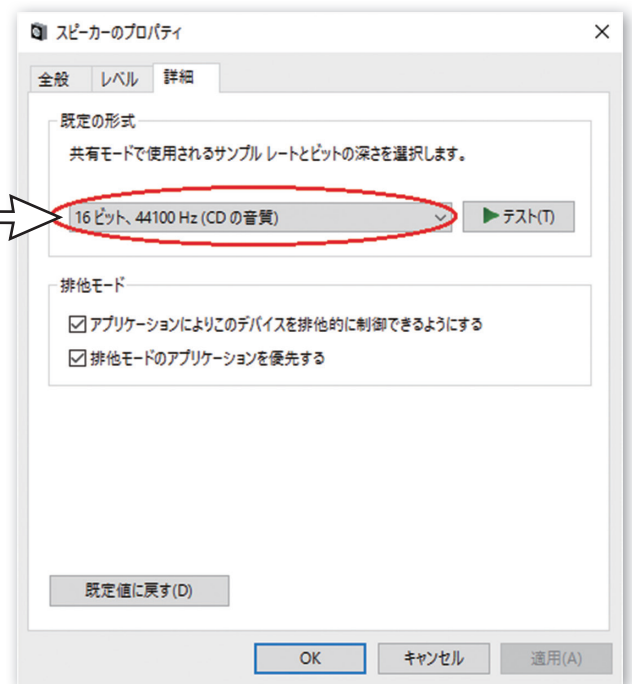 スピーカーのプロパティ
全般 レベル 詳細
既定の形式
共有モードで使用されるサンプル レートとビットの深さを選択します。
16 ビット、44100 Hz (CD の音質) テスト(T)
排他モード
アプリケーションによりこのデバイスを排他的に制御できるようにする
排他モードのアプリケーションを優先する
既定値に戻す(D)
OK キャンセル 適用(A)